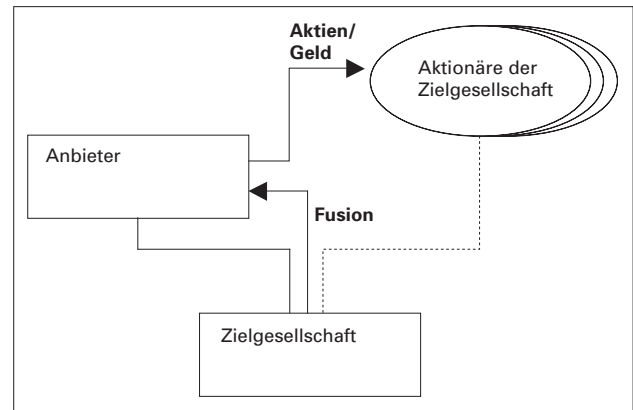 Aktien/
Geld
Aktionäre der
Zielgesellschaft
Anbieter
Fusion
Zielgesellschaft